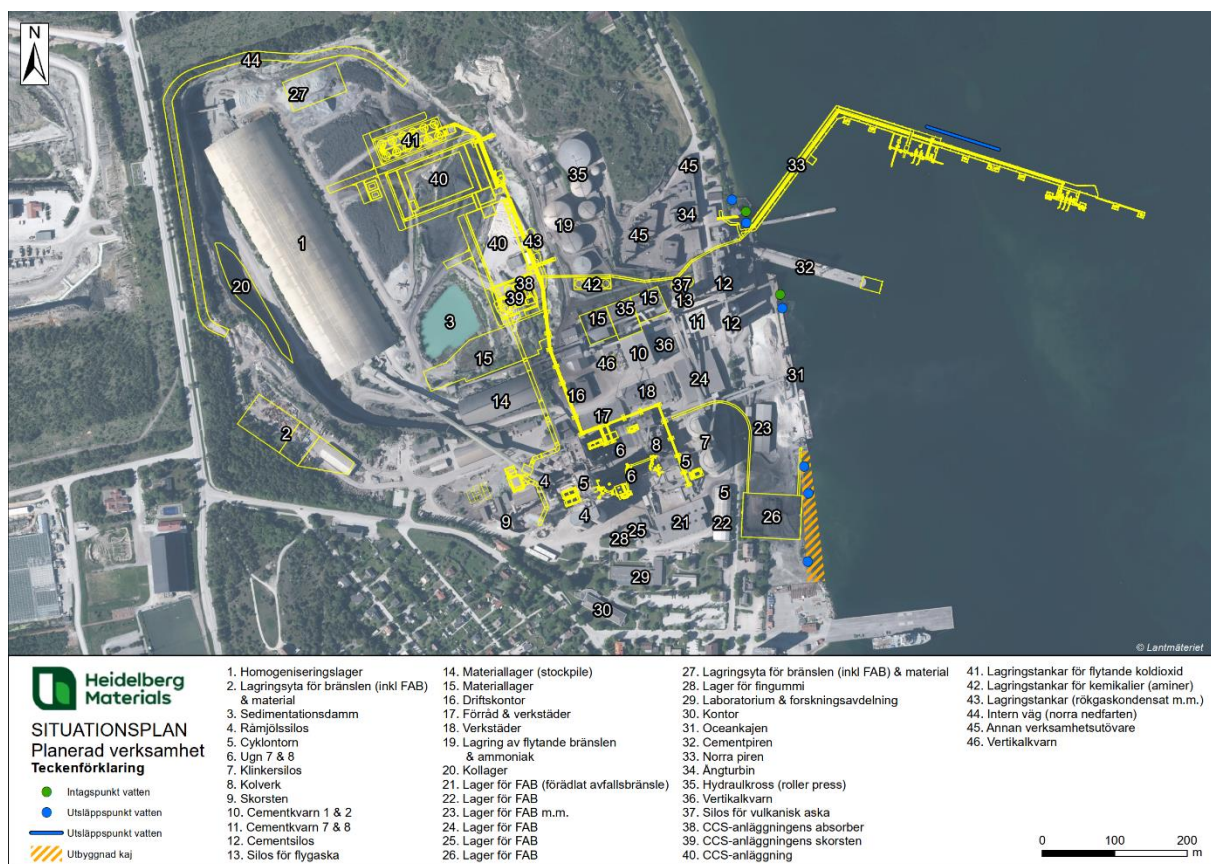 N
44
27
41
40
35
45
34
33
1
19
45
40
43
20
38
39
42
37
12
32
15
35
15
13
3
11
12
10
36
46
15
31
16
24
14
18
2
17
23
6
8
7
5
6
4
5
5
26
4
9
25
21
22
28
29
30
© Lantmäteriet
Heidelberg
Materials
SITUATIONSPLAN
Planerad verksamhet
Teckenförklaring
Intagspunkt vatten
Utsläppspunkt vatten
Utsläppspunkt vatten
Utbyggnad kaj
1. Homogeniseringslager
2. Lagringsyta för bränslen (inkl FAB)
& material
3. Sedimentationsdamm
4. Råmjölssilos
5. Cyklontorn
6. Ugn 7 & 8
7. Klinkersilos
8. Kolverk
9. Skorsten
10. Cementkvarn 1 & 2
11. Cementkvarn 7 & 8
12. Cementsilos
13. Silos för flygaska
14. Materiallager (stockpile)
15. Materiallager
16. Driftskontor
17. Förråd & verkstäder
18. Verkstäder
19. Lagring av flytande bränslen
& ammoniak
20. Kollager
21. Lager för FAB (förädlat avfallsbränsle)
22. Lager för FAB
23. Lager för FAB m.m.
24. Lager för FAB
25. Lager för FAB
26. Lager för FAB
27. Lagringsyta för bränslen (inkl FAB) & material
28. Lager för fingummi
29. Laboratorium & forskningsavdelning
30. Kontor
31. Oceankajen
32. Cementpiren
33. Norra piren
34. Ångturbin
35. Hydraulkross (roller press)
36. Vertikalkvarn
37. Silos för vulkanisk aska
38. CCS-anläggningens absorber
39. CCS-anläggningens skorsten
40. CCS-anläggning
41. Lagringstankar för flytande koldioxid
42. Lagringstankar för kemikalier (aminer)
43. Lagringstankar (rökgaskondensat m.m.)
44. Intern väg (norra nedfarten)
45. Annan verksamhetsutövare
46. Vertikalkvarn
0 100 200
m